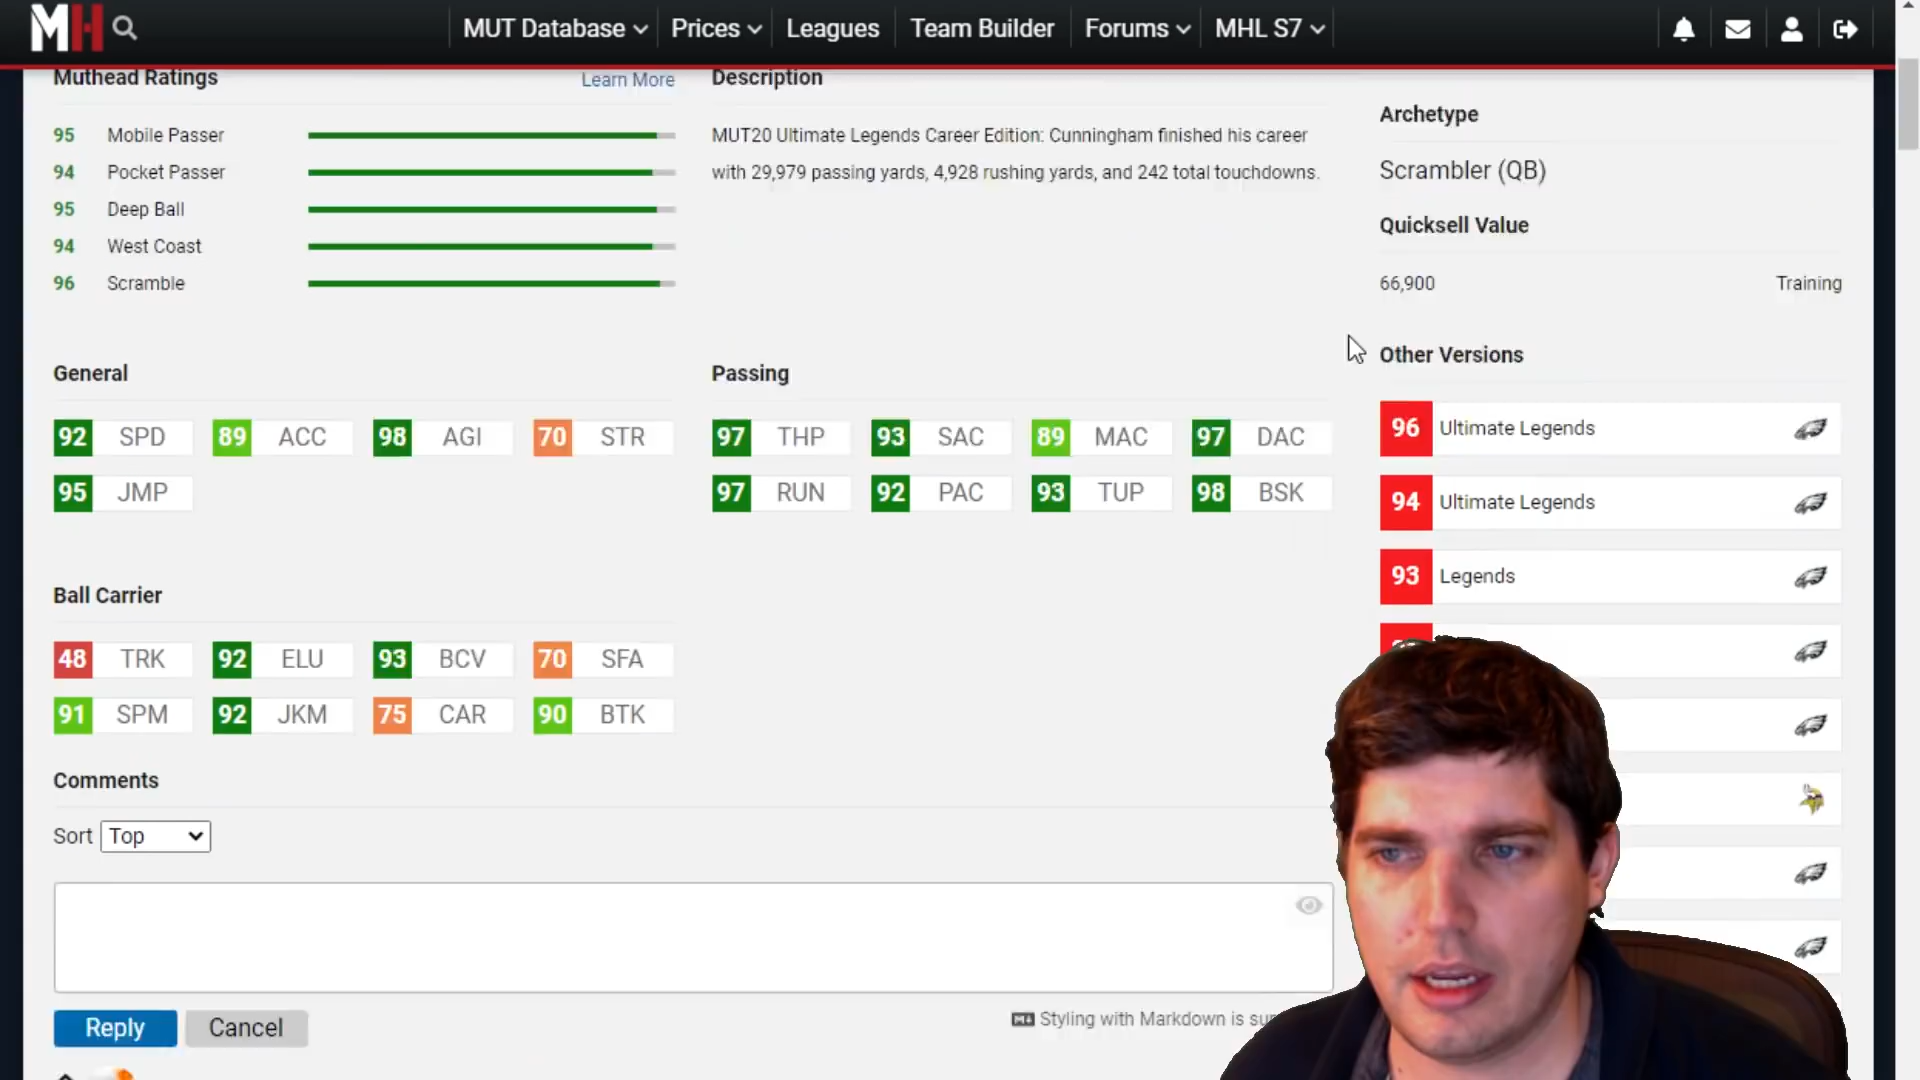 MH
MUT Database
Prices
Leagues
Team Builder
Forums
MHL S7
Muthead Ratings
Learn More
95 Mobile Passer
94 Pocket Passer
95 Deep Ball
94 West Coast
96 Scramble
Description
MUT20 Ultimate Legends Career Edition: Cunningham finished his career
with 29,979 passing yards, 4,928 rushing yards, and 242 total touchdowns.
Archetype
Scrambler (QB)
Quicksell Value
66,900 Training
General
92 SPD 89 ACC 98 AGI 70 STR
95 JMP
Passing
97 THP 93 SAC 89 MAC 97 DAC
97 RUN 92 PAC 93 TUP 98 BSK
Other Versions
96 Ultimate Legends
94 Ultimate Legends
93 Legends
Ball Carrier
48 TRK 92 ELU 93 BCV 70 SFA
91 SPM 92 JKM 75 CAR 90 BTK
Comments
Sort Top
Reply Cancel
Styling with Markdown is